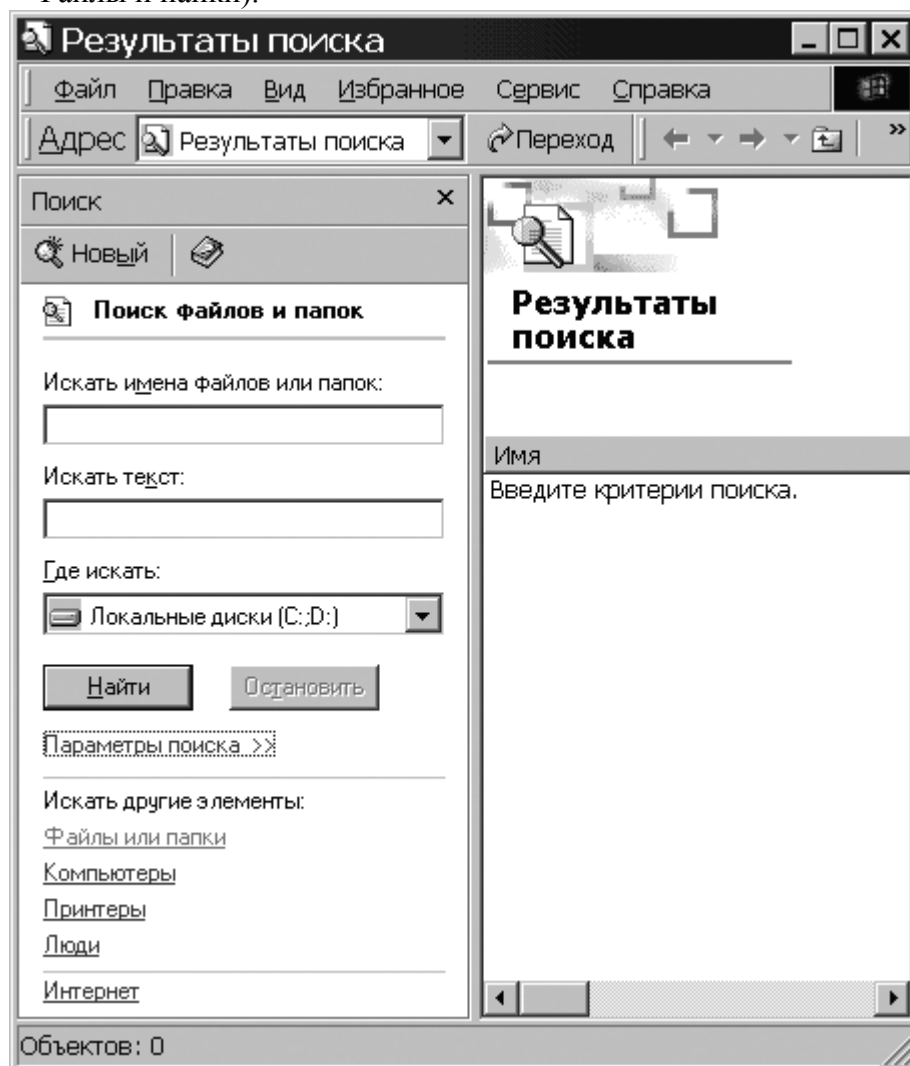 Файлы и папки).
Результаты поиска
Файл Правка Вид Избранное Сервис Справка
Адрес Результаты поиска Переход »
Поиск
Новый
Поиск файлов и папок
Искать имена файлов или папок:
Искать текст:
Где искать:
Локальные диски (C:;D:)
Найти Остановить
Параметры поиска >>
Искать другие элементы:
Файлы или папки
Компьютеры
Принтеры
Люди
Интернет
Результаты
поиска
Имя
Введите критерии поиска.
Объектов: 0